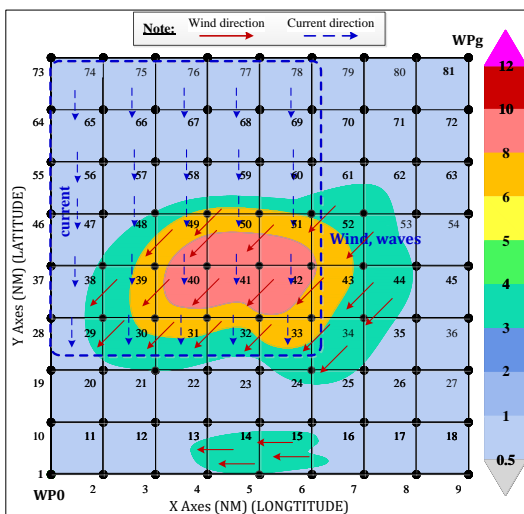 Note:
Wind direction
Current direction
WPg
73 74 75 76 77 78 79 80 81
64 65 66 67 68 69 70 71 72
55 56 57 58 59 60 61 62 63
46 47 48 49 50 51 52 53 54
current
Wind, waves
37 38 39 40 41 42 43 44 45
28 29 30 31 32 33 34 35 36
19 20 21 22 23 24 25 26 27
10 11 12 13 14 15 16 17 18
1 2 3 4 5 6 7 8 9
WP0
X Axes (NM) (LONGTITUDE)
Y Axes (NM) (LATITUDE)
12
10
8
6
5
4
3
2
1
0.5